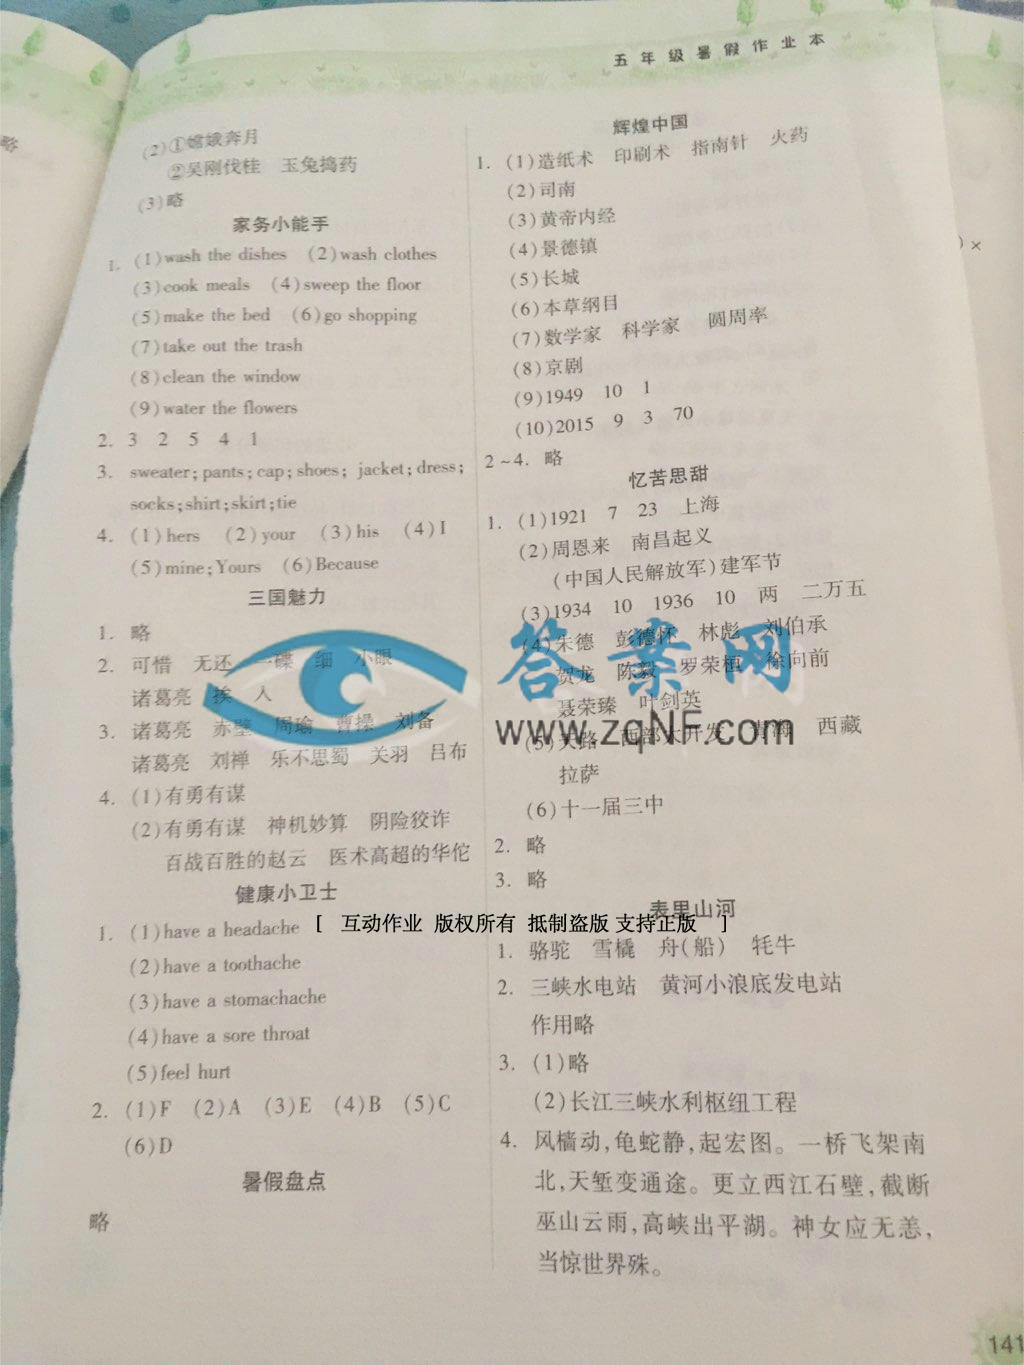 五年级暑假作业本
略
(2)①嫦娥奔月
②吴刚伐桂 玉兔捣药
(3)略
家务小能手
1. (1)wash the dishes (2)wash clothes
(3)cook meals (4)sweep the floor
(5)make the bed (6)go shopping
(7)take out the trash
(8)clean the window
(9)water the flowers
2. 3 2 5 4 1
3. sweater;pants;cap;shoes; jacket;dress;
socks;shirt;skirt;tie
4. (1)hers (2)your (3)his (4)I
(5)mine;Yours (6)Because
三国魅力
1. 略
2. 可惜 无还 一碟 细 小眼
诸葛亮 挨 人
3. 诸葛亮 赤壁 周瑜 曹操 刘备
诸葛亮 刘禅 乐不思蜀 关羽 吕布
4. (1)有勇有谋
(2)有勇有谋 神机妙算 阴险狡诈
百战百胜的赵云 医术高超的华佗
健康小卫士
1. (1)have a headache
(2)have a toothache
(3)have a stomachache
(4)have a sore throat
(5)feel hurt
2. (1)F (2)A (3)E (4)B (5)C
(6)D
暑假盘点
略
辉煌中国
1. (1)造纸术 印刷术 指南针 火药
(2)司南
(3)黄帝内经
(4)景德镇
(5)长城
(6)本草纲目
(7)数学家 科学家 圆周率
(8)京剧
(9)1949 10 1
(10)2015 9 3 70
2~4. 略
忆苦思甜
1. (1)1921 7 23 上海
(2)周恩来 南昌起义
(中国人民解放军)建军节
(3)1934 10 1936 10 两 二万五
(4)朱德 彭德怀 林彪 刘伯承
贺龙 陈毅 罗荣桓 徐向前
聂荣臻 叶剑英
(5)天路 西部大开发 青海 西藏
拉萨
(6)十一届三中
2. 略
3. 略
表里山河
1. 骆驼 雪橇 舟(船) 牦牛
2. 三峡水电站 黄河小浪底发电站
作用略
3. (1)略
(2)长江三峡水利枢纽工程
4. 风樯动,龟蛇静,起宏图。一桥飞架南
北,天堑变通途。更立西江石壁,截断
巫山云雨,高峡出平湖。神女应无恙,
当惊世界殊。
) ×
141
答案网
www.zqNF.com
[ 互动作业 版权所有 抵制盗版 支持正版 ]